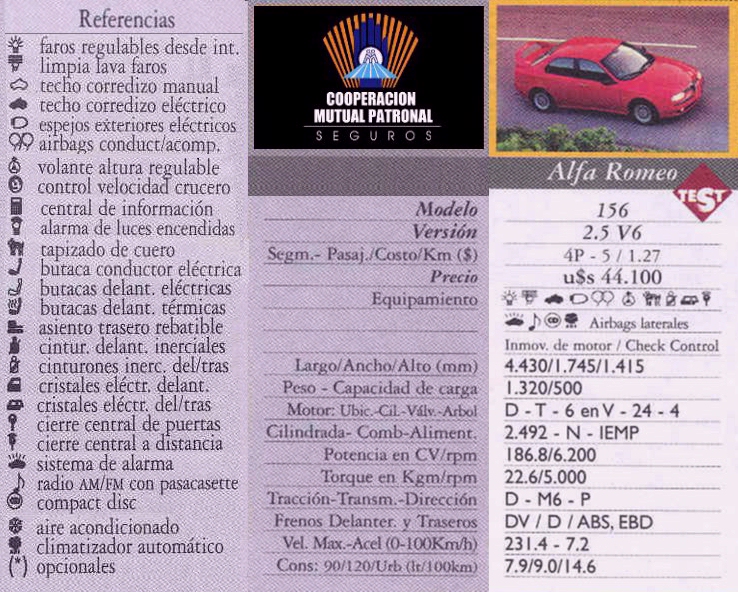 Referencias
faros regulables desde int.
limpia lava faros
techo corredizo manual
techo corredizo eléctrico
espejos exteriores eléctricos
airbags conduct/acomp.
volante altura regulable
control velocidad crucero
central de información
alarma de luces encendidas
tapizado de cuero
butaca conductor eléctrica
butacas delant. eléctricas
butacas delant. térmicas
asiento trasero rebatible
cintur. delant. inerciales
cinturones inerc. del/tras
cristales eléctr. delant.
cristales eléctr. del/tras
cierre central de puertas
cierre central a distancia
sistema de alarma
radio AM/FM con pasacasette
compact disc
aire acondicionado
climatizador automático
(*) opcionales
COOPERACION
MUTUAL PATRONAL
SEGUROS
Alfa Romeo
TEST
Modelo 156
Versión 2.5 V6
Segm.- Pasaj./Costo/Km ($) 4P - 5 / 1.27
Precio u$s 44.100
Equipamiento
Airbags laterales
Inmov. de motor / Check Control
Largo/Ancho/Alto (mm) 4.430/1.745/1.415
Peso - Capacidad de carga 1.320/500
Motor: Ubic.-Cil.-Válv.-Arbol D - T - 6 en V - 24 - 4
Cilindrada- Comb-Aliment. 2.492 - N - IEMP
Potencia en CV/rpm 186.8/6.200
Torque en Kgm/rpm 22.6/5.000
Tracción-Transm.-Dirección D - M6 - P
Frenos Delanter. y Traseros DV / D / ABS, EBD
Vel. Max.-Acel (0-100Km/h) 231.4 - 7.2
Cons: 90/120/Urb (lt/100km) 7.9/9.0/14.6